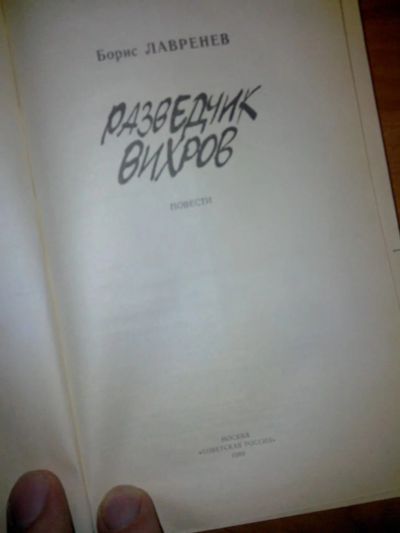 Борис ЛАВРЕНЕВ
РАЗВЕДЧИК
ВИХРОВ
ПОВЕСТИ
МОСКВА
«СОВЕТСКАЯ РОССИЯ»